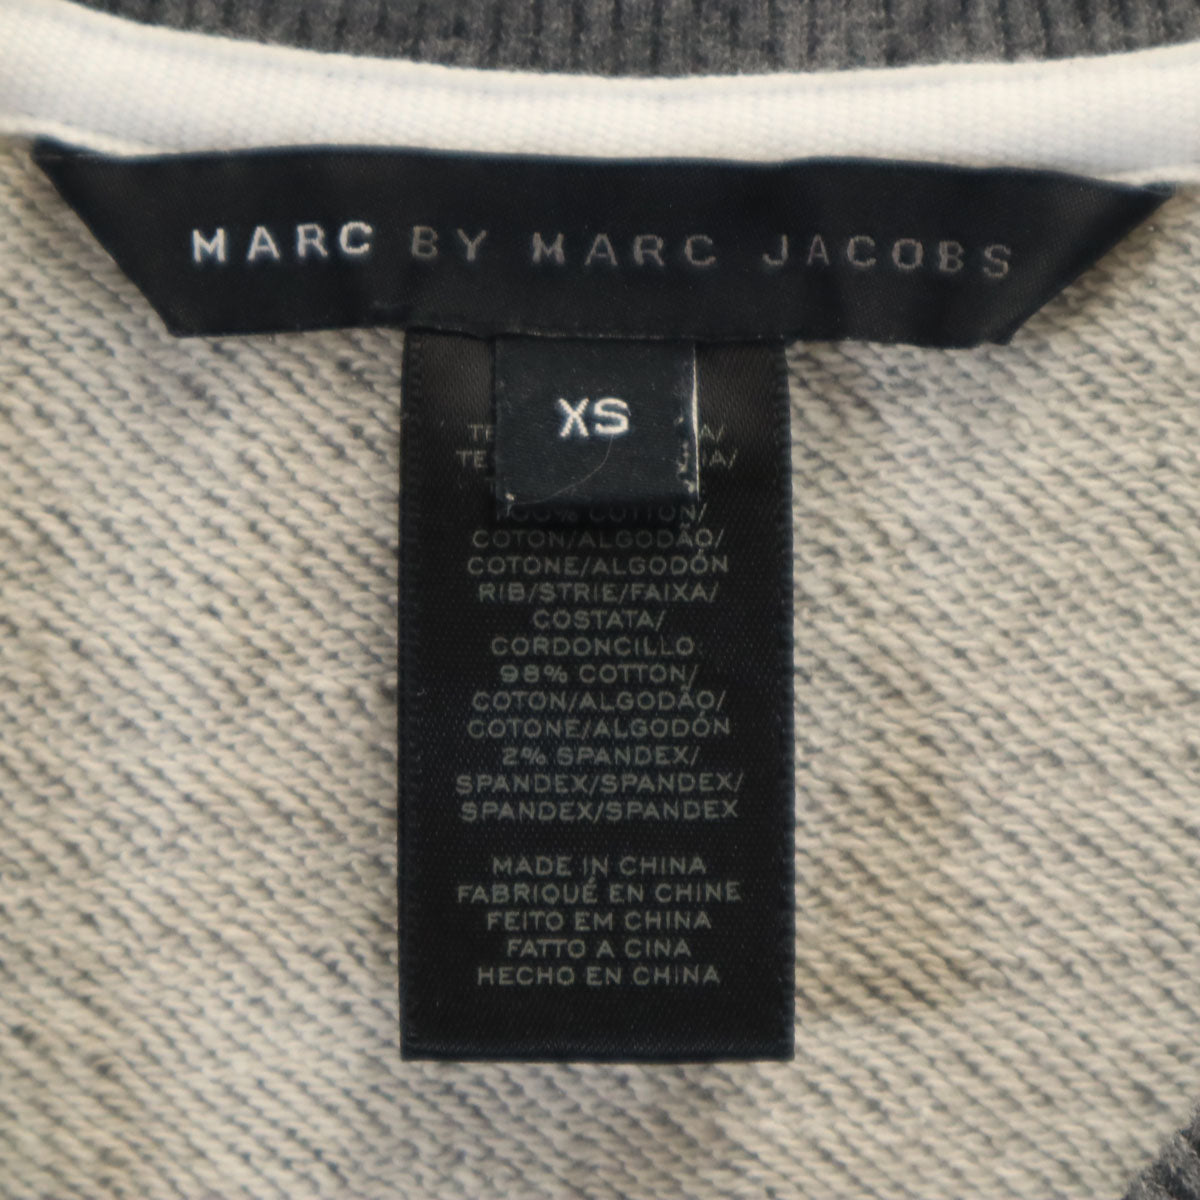 MARC BY MARC JACOBS
XS
100% COTTON/
COTON/ALGODÃO/
COTONE/ALGODÓN
RIB/STRIE/FAIXA/
COSTATA/
CORDONCILLO:
98% COTTON/
COTON/ALGODÃO/
COTONE/ALGODÓN
2% SPANDEX/
SPANDEX/SPANDEX/
SPANDEX/SPANDEX
MADE IN CHINA
FABRIQUÉ EN CHINE
FEITO EM CHINA
FATTO A CINA
HECHO EN CHINA